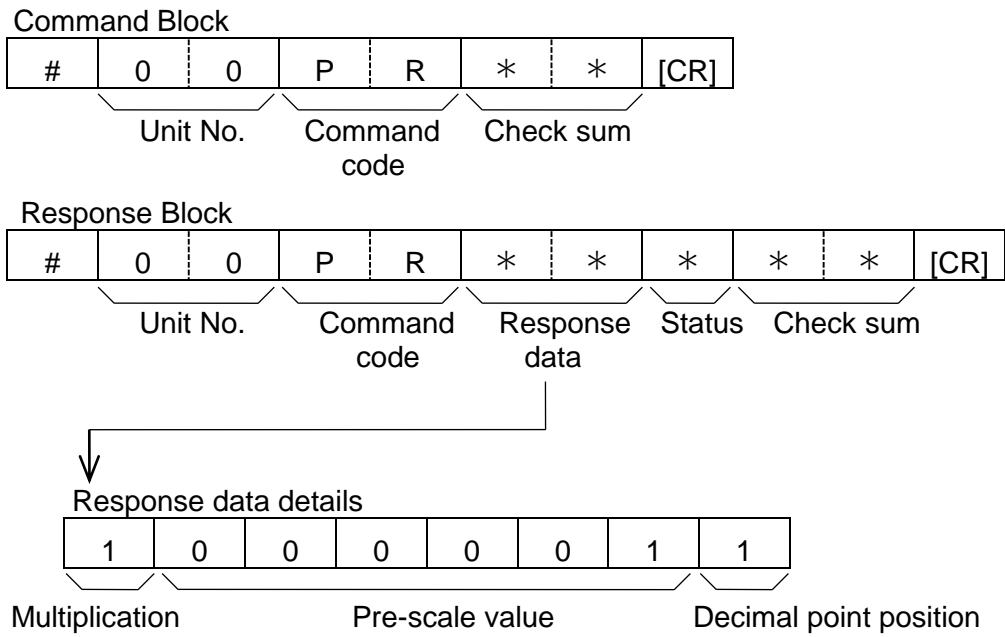 Command Block
# 0 0 P R * * [CR]
Unit No. Command code Check sum
Response Block
# 0 0 P R * * * * * [CR]
Unit No. Command code Response data Status Check sum
Response data details
1 0 0 0 0 0 1 1
Multiplication Pre-scale value Decimal point position